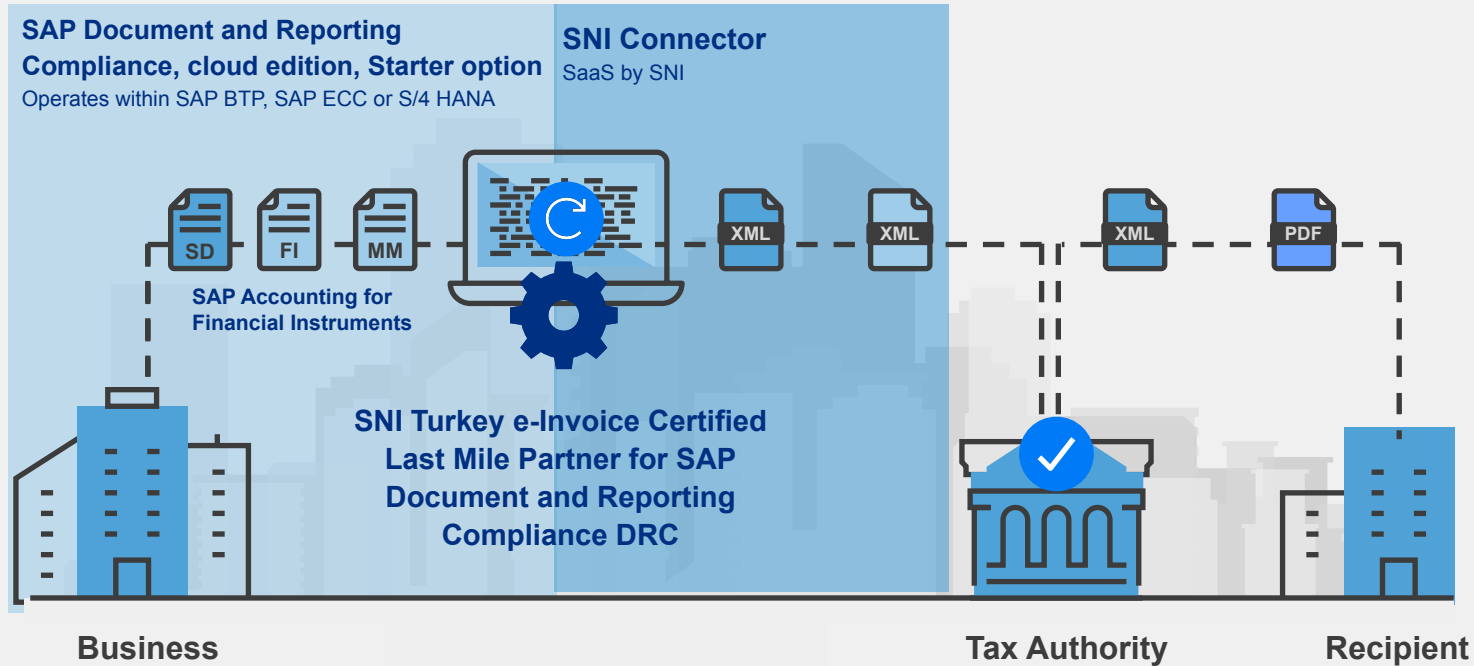 SAP Document and Reporting
Compliance, cloud edition, Starter option
Operates within SAP BTP, SAP ECC or S/4 HANA
SNI Connector
SaaS by SNI
SD
FI
MM
XML
XML
XML
PDF
SAP Accounting for
Financial Instruments
SNI Turkey e-Invoice Certified
Last Mile Partner for SAP
Document and Reporting
Compliance DRC
Business
Tax Authority
Recipient